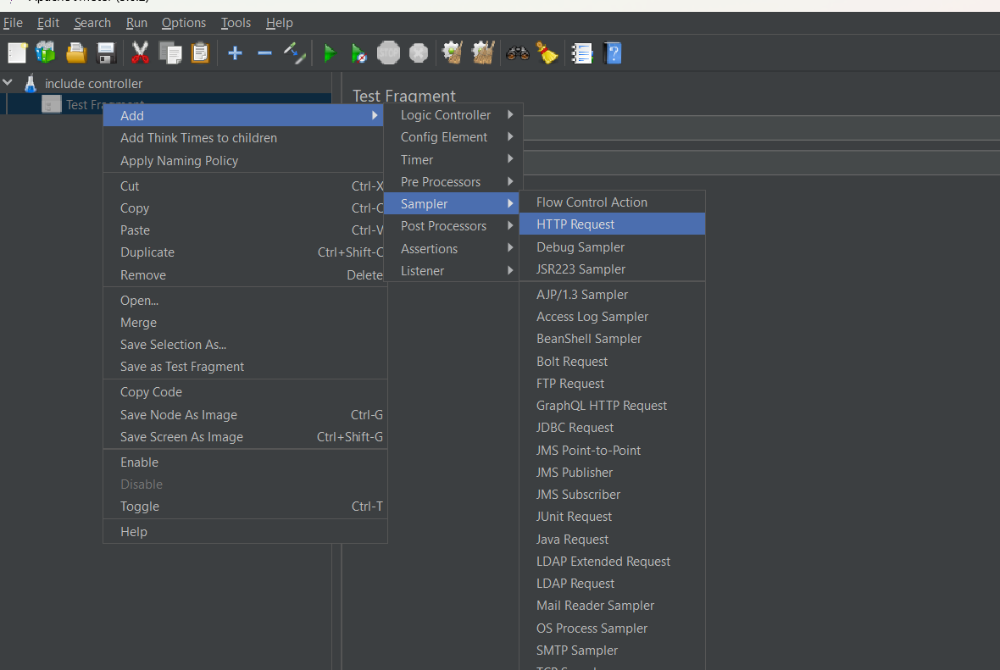 File Edit Search Run Options Tools Help
STOP
include controller
Test Fragment
Test Fragment
Add
Add Think Times to children
Apply Naming Policy
Cut Ctrl-X
Copy Ctrl-C
Paste Ctrl-V
Duplicate Ctrl+Shift-C
Remove Delete
Open...
Merge
Save Selection As...
Save as Test Fragment
Copy Code
Save Node As Image Ctrl-G
Save Screen As Image Ctrl+Shift-G
Enable
Disable
Toggle Ctrl-T
Help
Logic Controller
Config Element
Timer
Pre Processors
Sampler
Post Processors
Assertions
Listener
Flow Control Action
HTTP Request
Debug Sampler
JSR223 Sampler
AJP/1.3 Sampler
Access Log Sampler
BeanShell Sampler
Bolt Request
FTP Request
GraphQL HTTP Request
JDBC Request
JMS Point-to-Point
JMS Publisher
JMS Subscriber
JUnit Request
Java Request
LDAP Extended Request
LDAP Request
Mail Reader Sampler
OS Process Sampler
SMTP Sampler